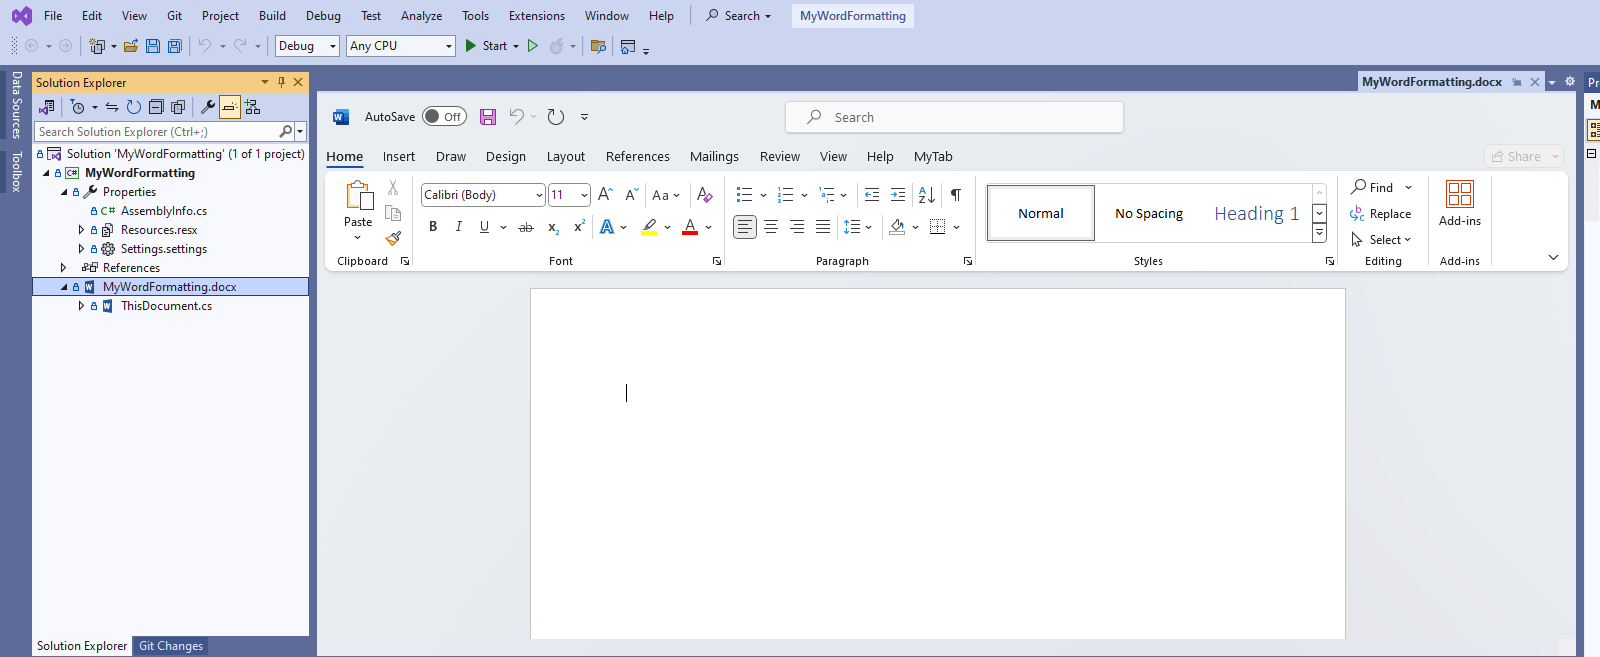 File Edit View Git Project Build Debug Test Analyze Tools Extensions Window Help Search MyWordFormatting
Debug Any CPU Start
Data Sources
Toolbox
Solution Explorer
Search Solution Explorer (Ctrl+;)
Solution 'MyWordFormatting' (1 of 1 project)
C# MyWordFormatting
Properties
C# AssemblyInfo.cs
Resources.resx
Settings.settings
References
MyWordFormatting.docx
ThisDocument.cs
Solution Explorer Git Changes
MyWordFormatting.docx
AutoSave Off Search
Home Insert Draw Design Layout References Mailings Review View Help MyTab Share
Paste
Clipboard
Calibri (Body) 11 A A Aa A
B I U ab x2 x2 A A
Font
A Z
Paragraph
Normal No Spacing Heading 1
Styles
Find
Replace
Select
Editing
Add-ins
Add-ins
Pr
M